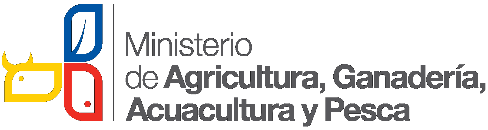 Ministerio
de Agricultura, Ganadería,
Acuacultura y Pesca